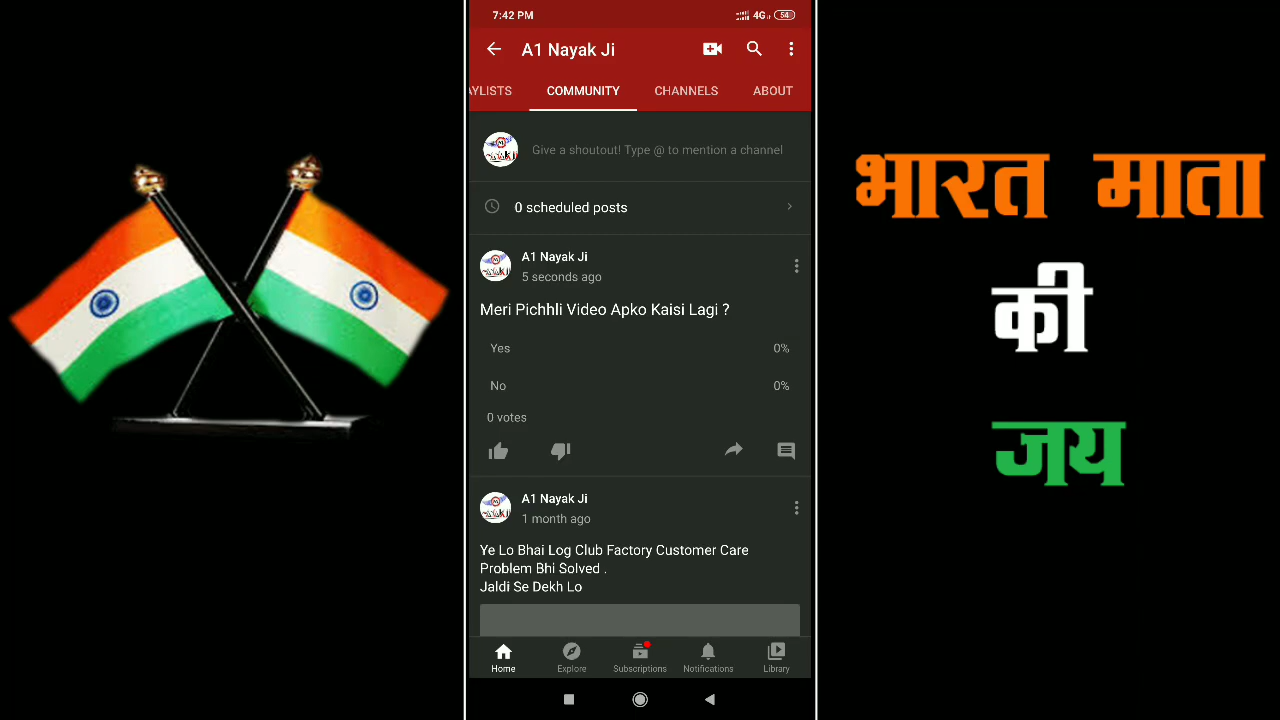 7:42 PM
4G
54
A1 Nayak Ji
AYLISTS
COMMUNITY
CHANNELS
ABOUT
Give a shoutout! Type @ to mention a channel
0 scheduled posts
A1 Nayak Ji
5 seconds ago
Meri Pichhli Video Apko Kaisi Lagi ?
Yes
0%
No
0%
0 votes
A1 Nayak Ji
1 month ago
Ye Lo Bhai Log Club Factory Customer Care
Problem Bhi Solved .
Jaldi Se Dekh Lo
Home
Explore
Subscriptions
Notifications
Library
भारत माता
की
जय